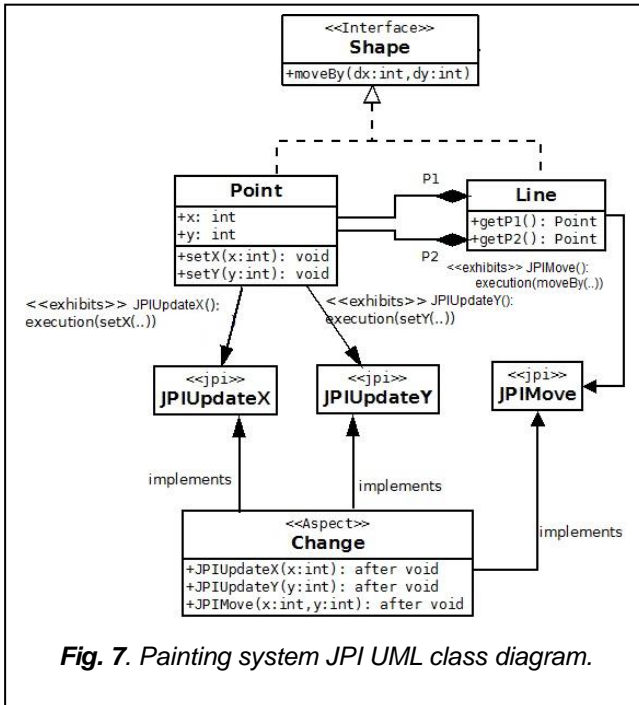 <<Interface>>
Shape
+moveBy(dx:int,dy:int)
P1
Point
+x: int
+y: int
+setX(x:int): void
+setY(y:int): void
Line
+getP1(): Point
+getP2(): Point
P2
<<exhibits>> JPIMove():
execution(moveBy(..))
<<exhibits>> JPIUpdateX():
execution(setX(..))
<<exhibits>> JPIUpdateY():
execution(setY(..))
<<jpi>>
JPIUpdateX
<<jpi>>
JPIUpdateY
<<jpi>>
JPIMove
implements
implements
implements
<<Aspect>>
Change
+JPIUpdateX(x:int): after void
+JPIUpdateY(y:int): after void
+JPIMove(x:int,y:int): after void
Fig. 7. Painting system JPI UML class diagram.